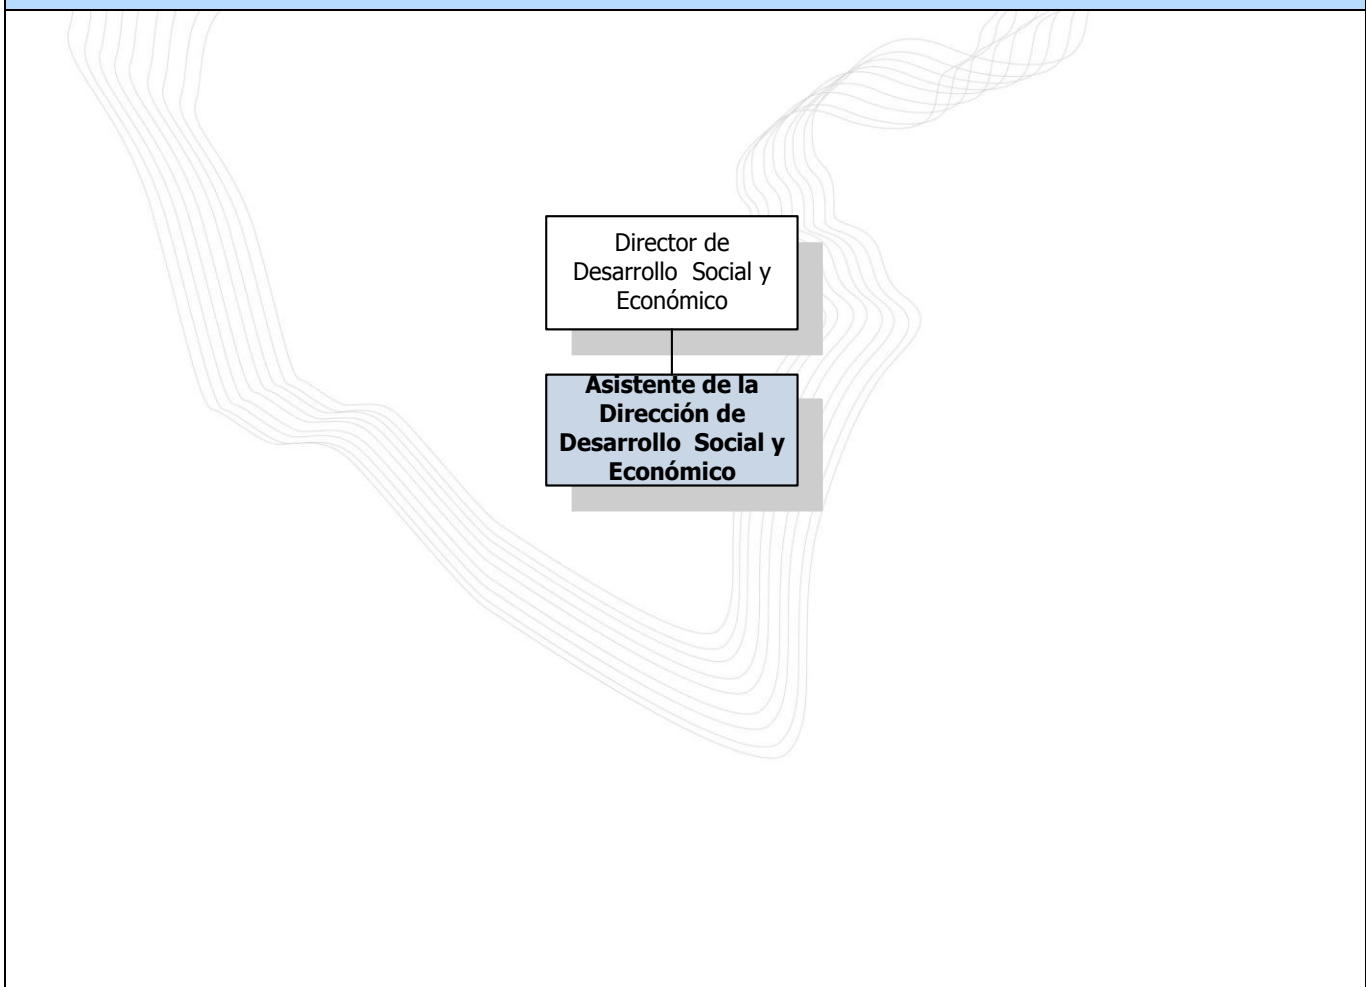 Director de
Desarrollo  Social y
Económico
Asistente de la
Dirección de
Desarrollo  Social y
Económico